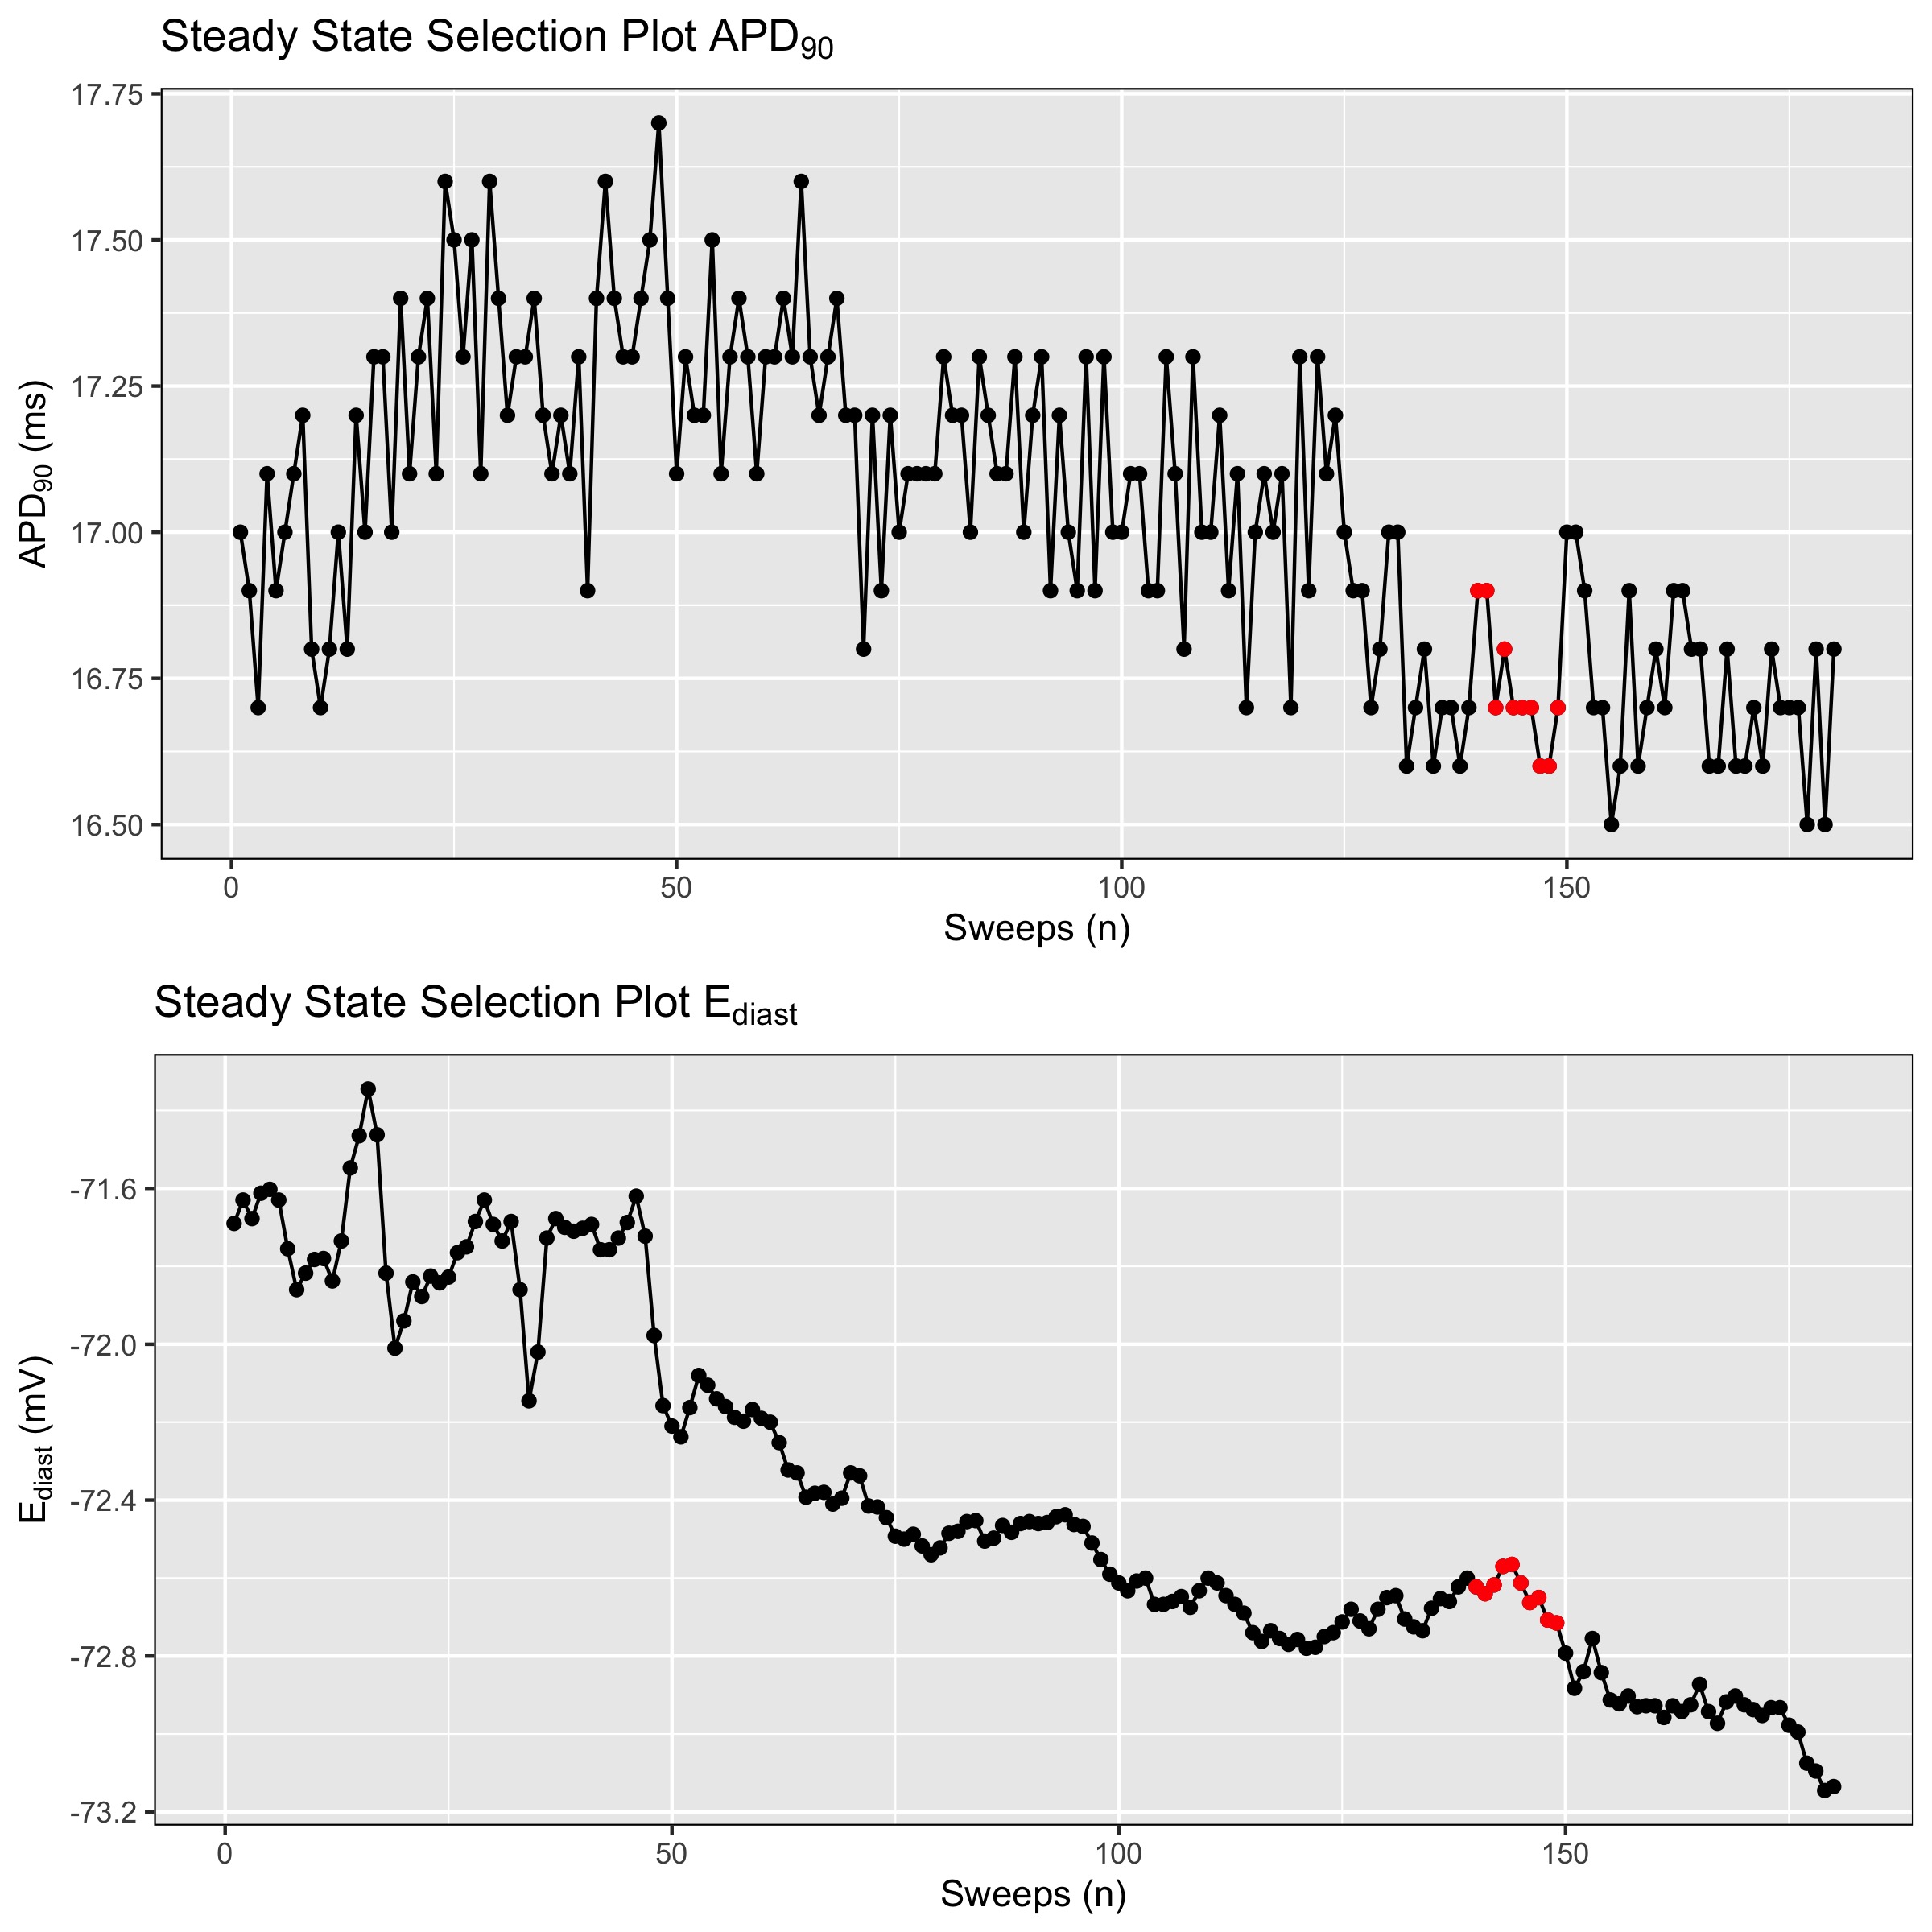 Steady State Selection Plot APD90
17.75
17.50
17.25
17.00
16.75
16.50
APD90 (ms)
0 50 100 150
Sweeps (n)
Steady State Selection Plot Ediast
-71.6
-72.0
-72.4
-72.8
-73.2
Ediast (mV)
0 50 100 150
Sweeps (n)